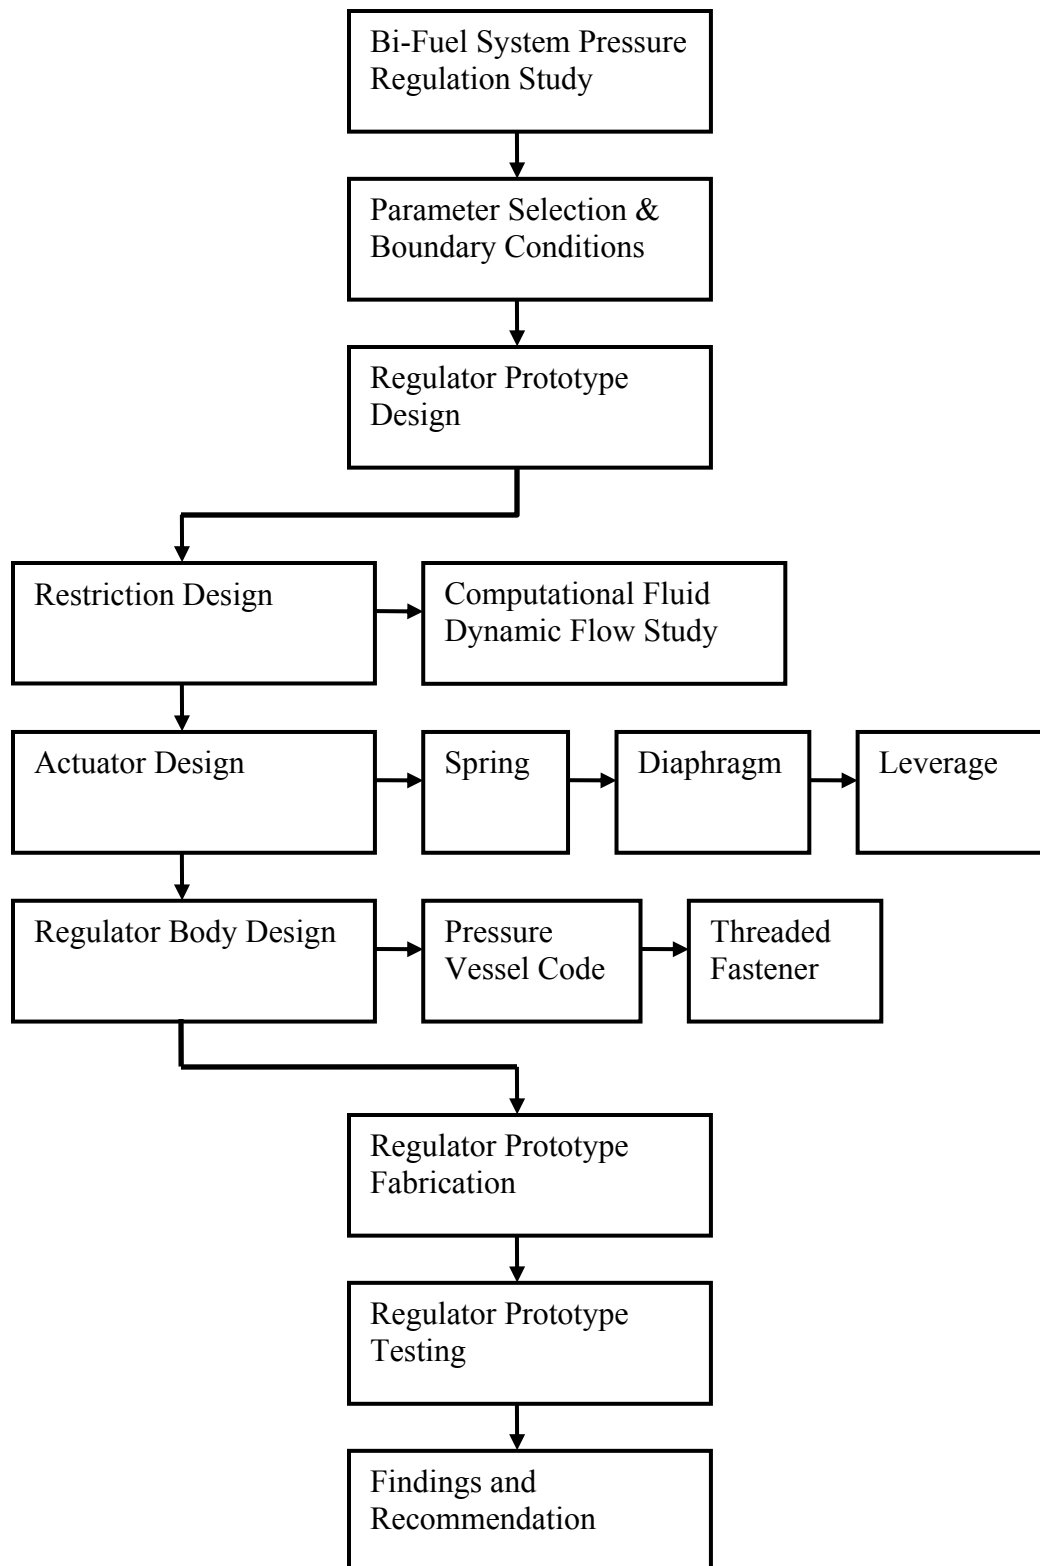 Bi-Fuel System Pressure
Regulation Study
Parameter Selection &
Boundary Conditions
Regulator Prototype
Design
Restriction Design
Computational Fluid
Dynamic Flow Study
Actuator Design
Spring
Diaphragm
Leverage
Regulator Body Design
Pressure
Vessel Code
Threaded
Fastener
Regulator Prototype
Fabrication
Regulator Prototype
Testing
Findings and
Recommendation